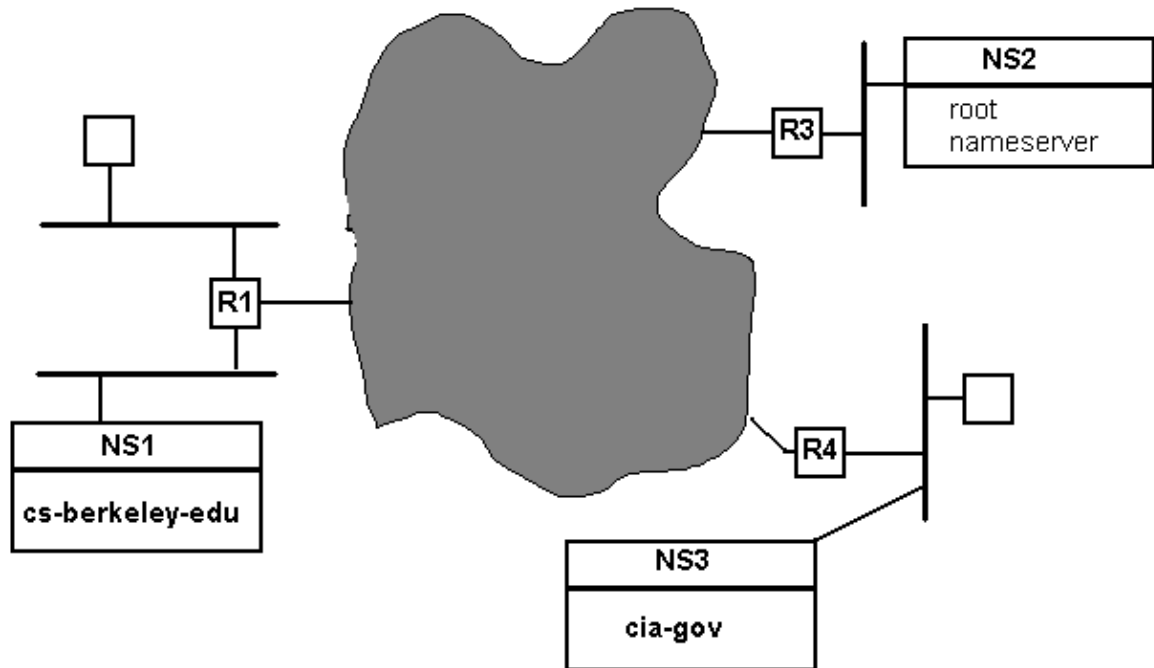 NS2
root
nameserver
R3
R1
NS1
cs-berkeley-edu
R4
NS3
cia-gov